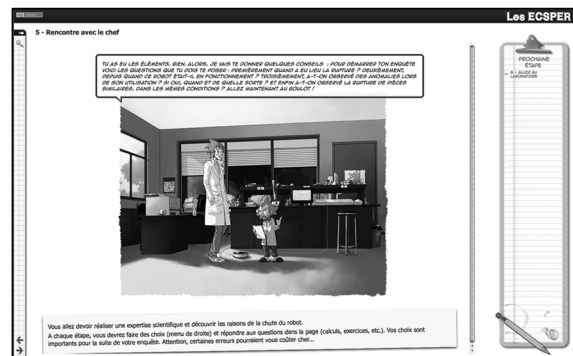 Les ECSPER
5 - Rencontre avec le chef
TU AS EU LES ÉLÉMENTS, BIEN. ALORS, JE VAIS TE DONNER QUELQUES CONSEILS : POUR DÉMARRER TON ENQUÊTE
VOICI LES QUESTIONS QUE TU DOIS TE POSER : PREMIÈREMENT QUAND A EU LIEU LA RUPTURE ? DEUXIÈMEMENT,
DEPUIS QUAND CE ROBOT ÉTAIT-IL EN FONCTIONNEMENT ? TROISIÈMEMENT, A-T-ON OBSERVÉ DES ANOMALIES LORS
DE SON UTILISATION ? SI OUI, QUAND ET DE QUELLE SORTE ? ET ENFIN A-T-ON OBSERVÉ LA RUPTURE DE PIÈCES
SIMILAIRES, DANS LES MÊMES CONDITIONS ? ALLEZ MAINTENANT AU BOULOT !
PROCHAINE
ÉTAPE
6 - ALLER AU
LABORATOIRE
Vous allez devoir réaliser une expertise scientifique et découvrir les raisons de la chute du robot.
A chaque étape, vous devrez faire des choix (menu de droite) et répondre aux questions dans la page (calculs, exercices, etc.). Vos choix sont
importants pour la suite de votre enquête. Attention, certaines erreurs pourraient vous coûter cher...